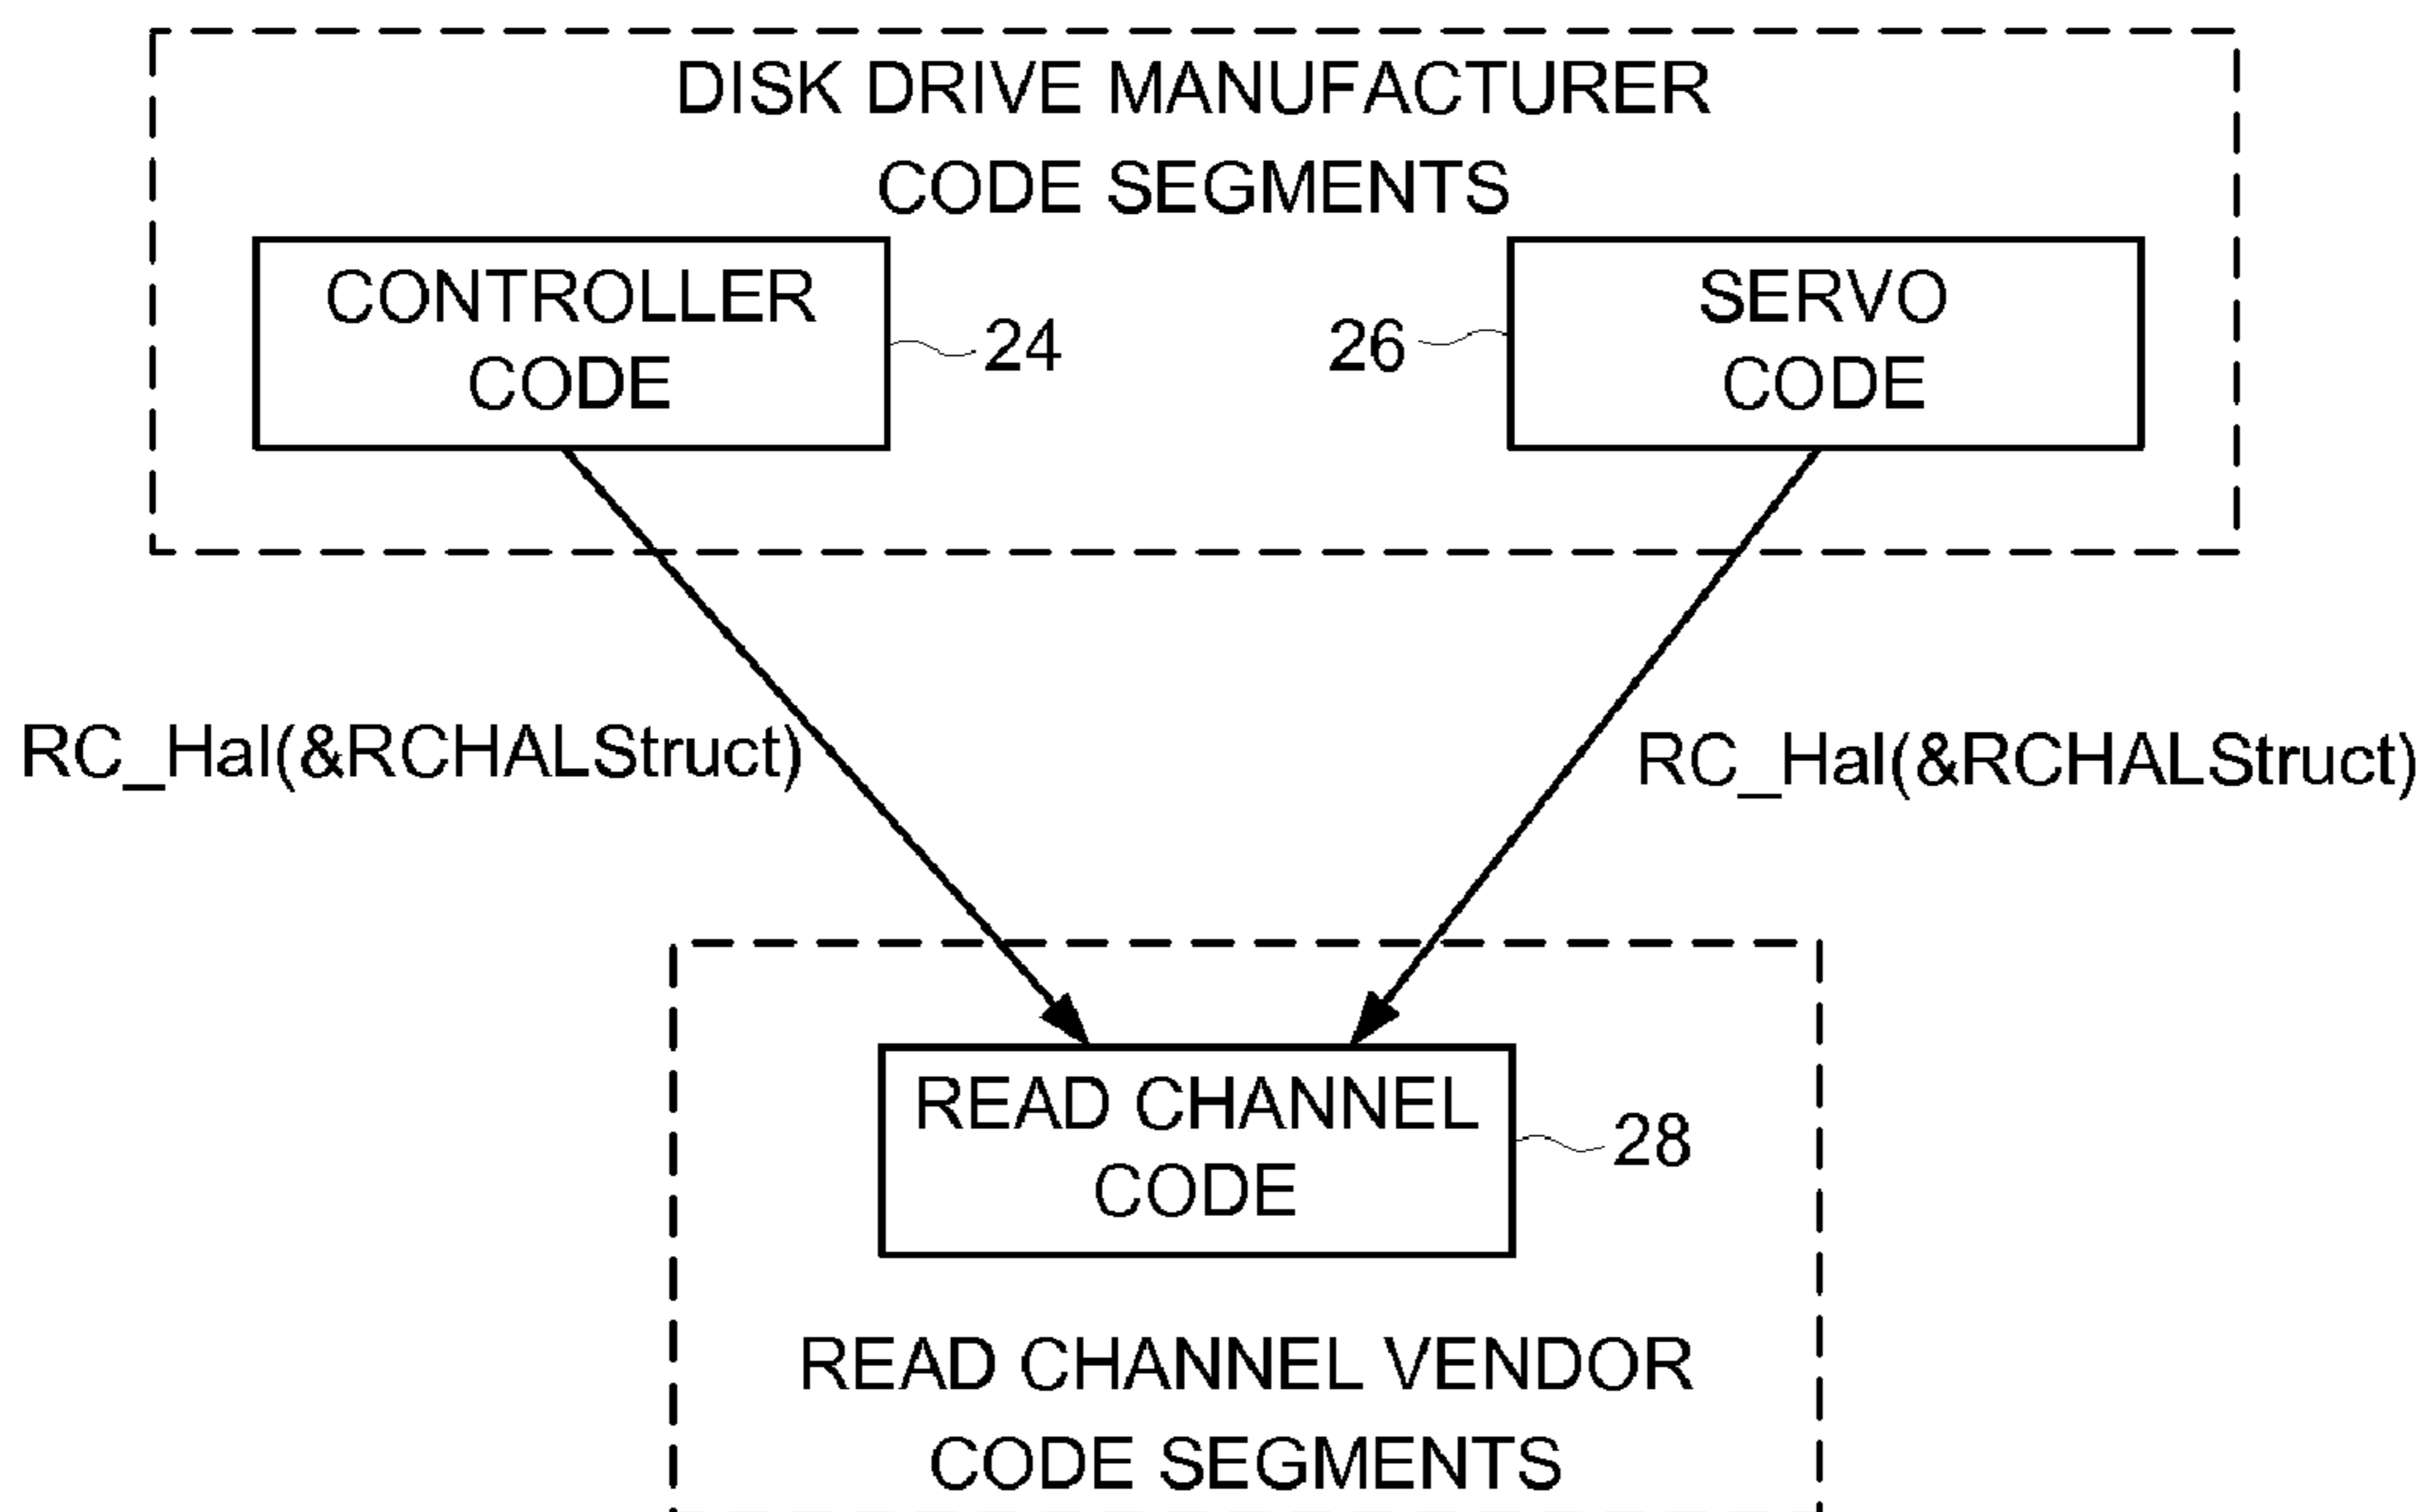 DISK DRIVE MANUFACTURER
CODE SEGMENTS
CONTROLLER
CODE
24
26
SERVO
CODE
RC_Hal(&RCHALStruct)
RC_Hal(&RCHALStruct)
READ CHANNEL
CODE
28
READ CHANNEL VENDOR
CODE SEGMENTS